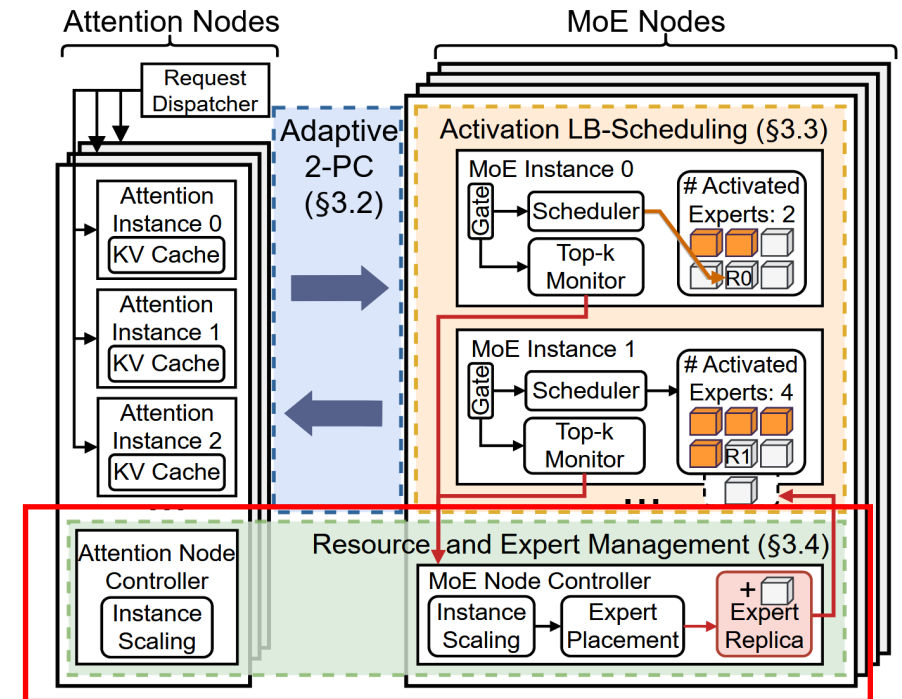 Attention Nodes
MoE Nodes
Request
Dispatcher
Adaptive
2-PC
(§3.2)
Attention
Instance 0
KV Cache
Attention
Instance 1
KV Cache
Attention
Instance 2
KV Cache
...
Activation LB-Scheduling (§3.3)
MoE Instance 0
Gate
Scheduler
Top-k
Monitor
# Activated
Experts: 2
R0
MoE Instance 1
Gate
Scheduler
Top-k
Monitor
# Activated
Experts: 4
R1
...
Resource and Expert Management (§3.4)
Attention Node
Controller
Instance
Scaling
MoE Node Controller
Instance
Scaling
Expert
Placement
+
Expert
Replica